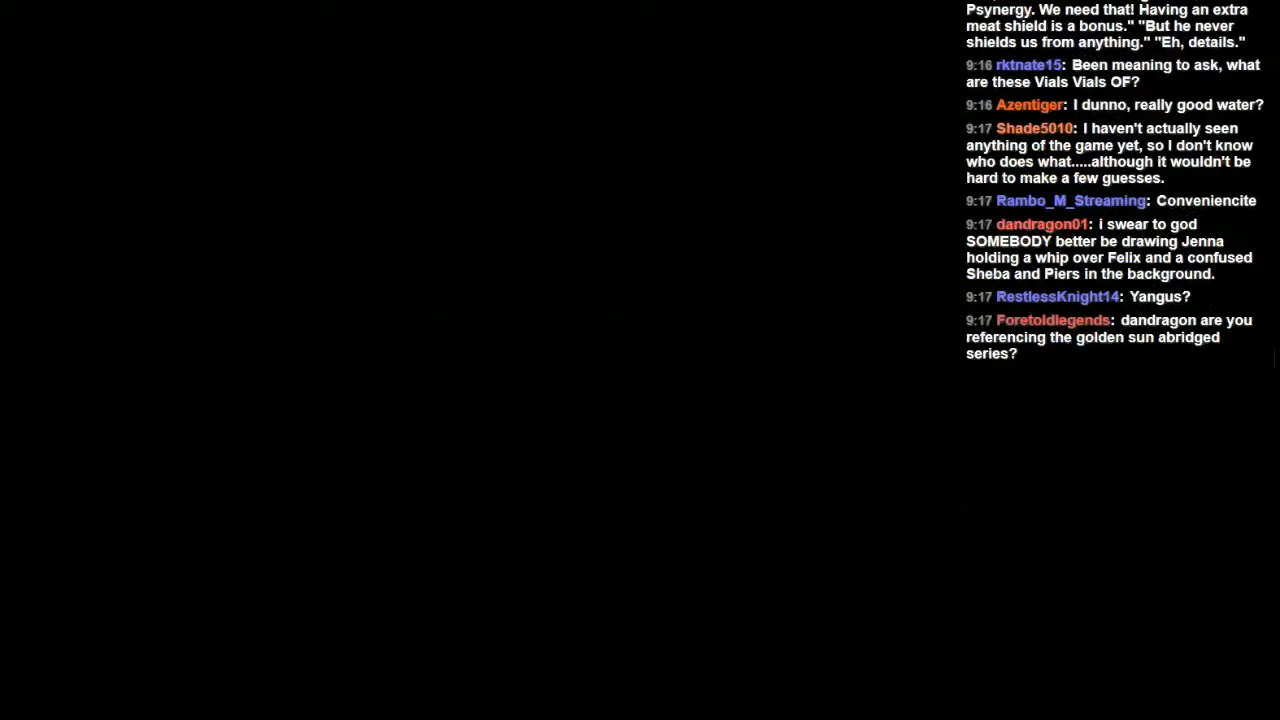 Psynergy. We need that! Having an extra
meat shield is a bonus." "But he never
shields us from anything." "Eh, details."
9:16 rktnate15: Been meaning to ask, what
are these Vials Vials OF?
9:16 Azentiger: I dunno, really good water?
9:17 Shade5010: I haven't actually seen
anything of the game yet, so I don't know
who does what.....although it wouldn't be
hard to make a few guesses.
9:17 Rambo_M_Streaming: Conveniencite
9:17 dandragon01: i swear to god
SOMEBODY better be drawing Jenna
holding a whip over Felix and a confused
Sheba and Piers in the background.
9:17 RestlessKnight14: Yangus?
9:17 Foretoldlegends: dandragon are you
referencing the golden sun abridged
series?